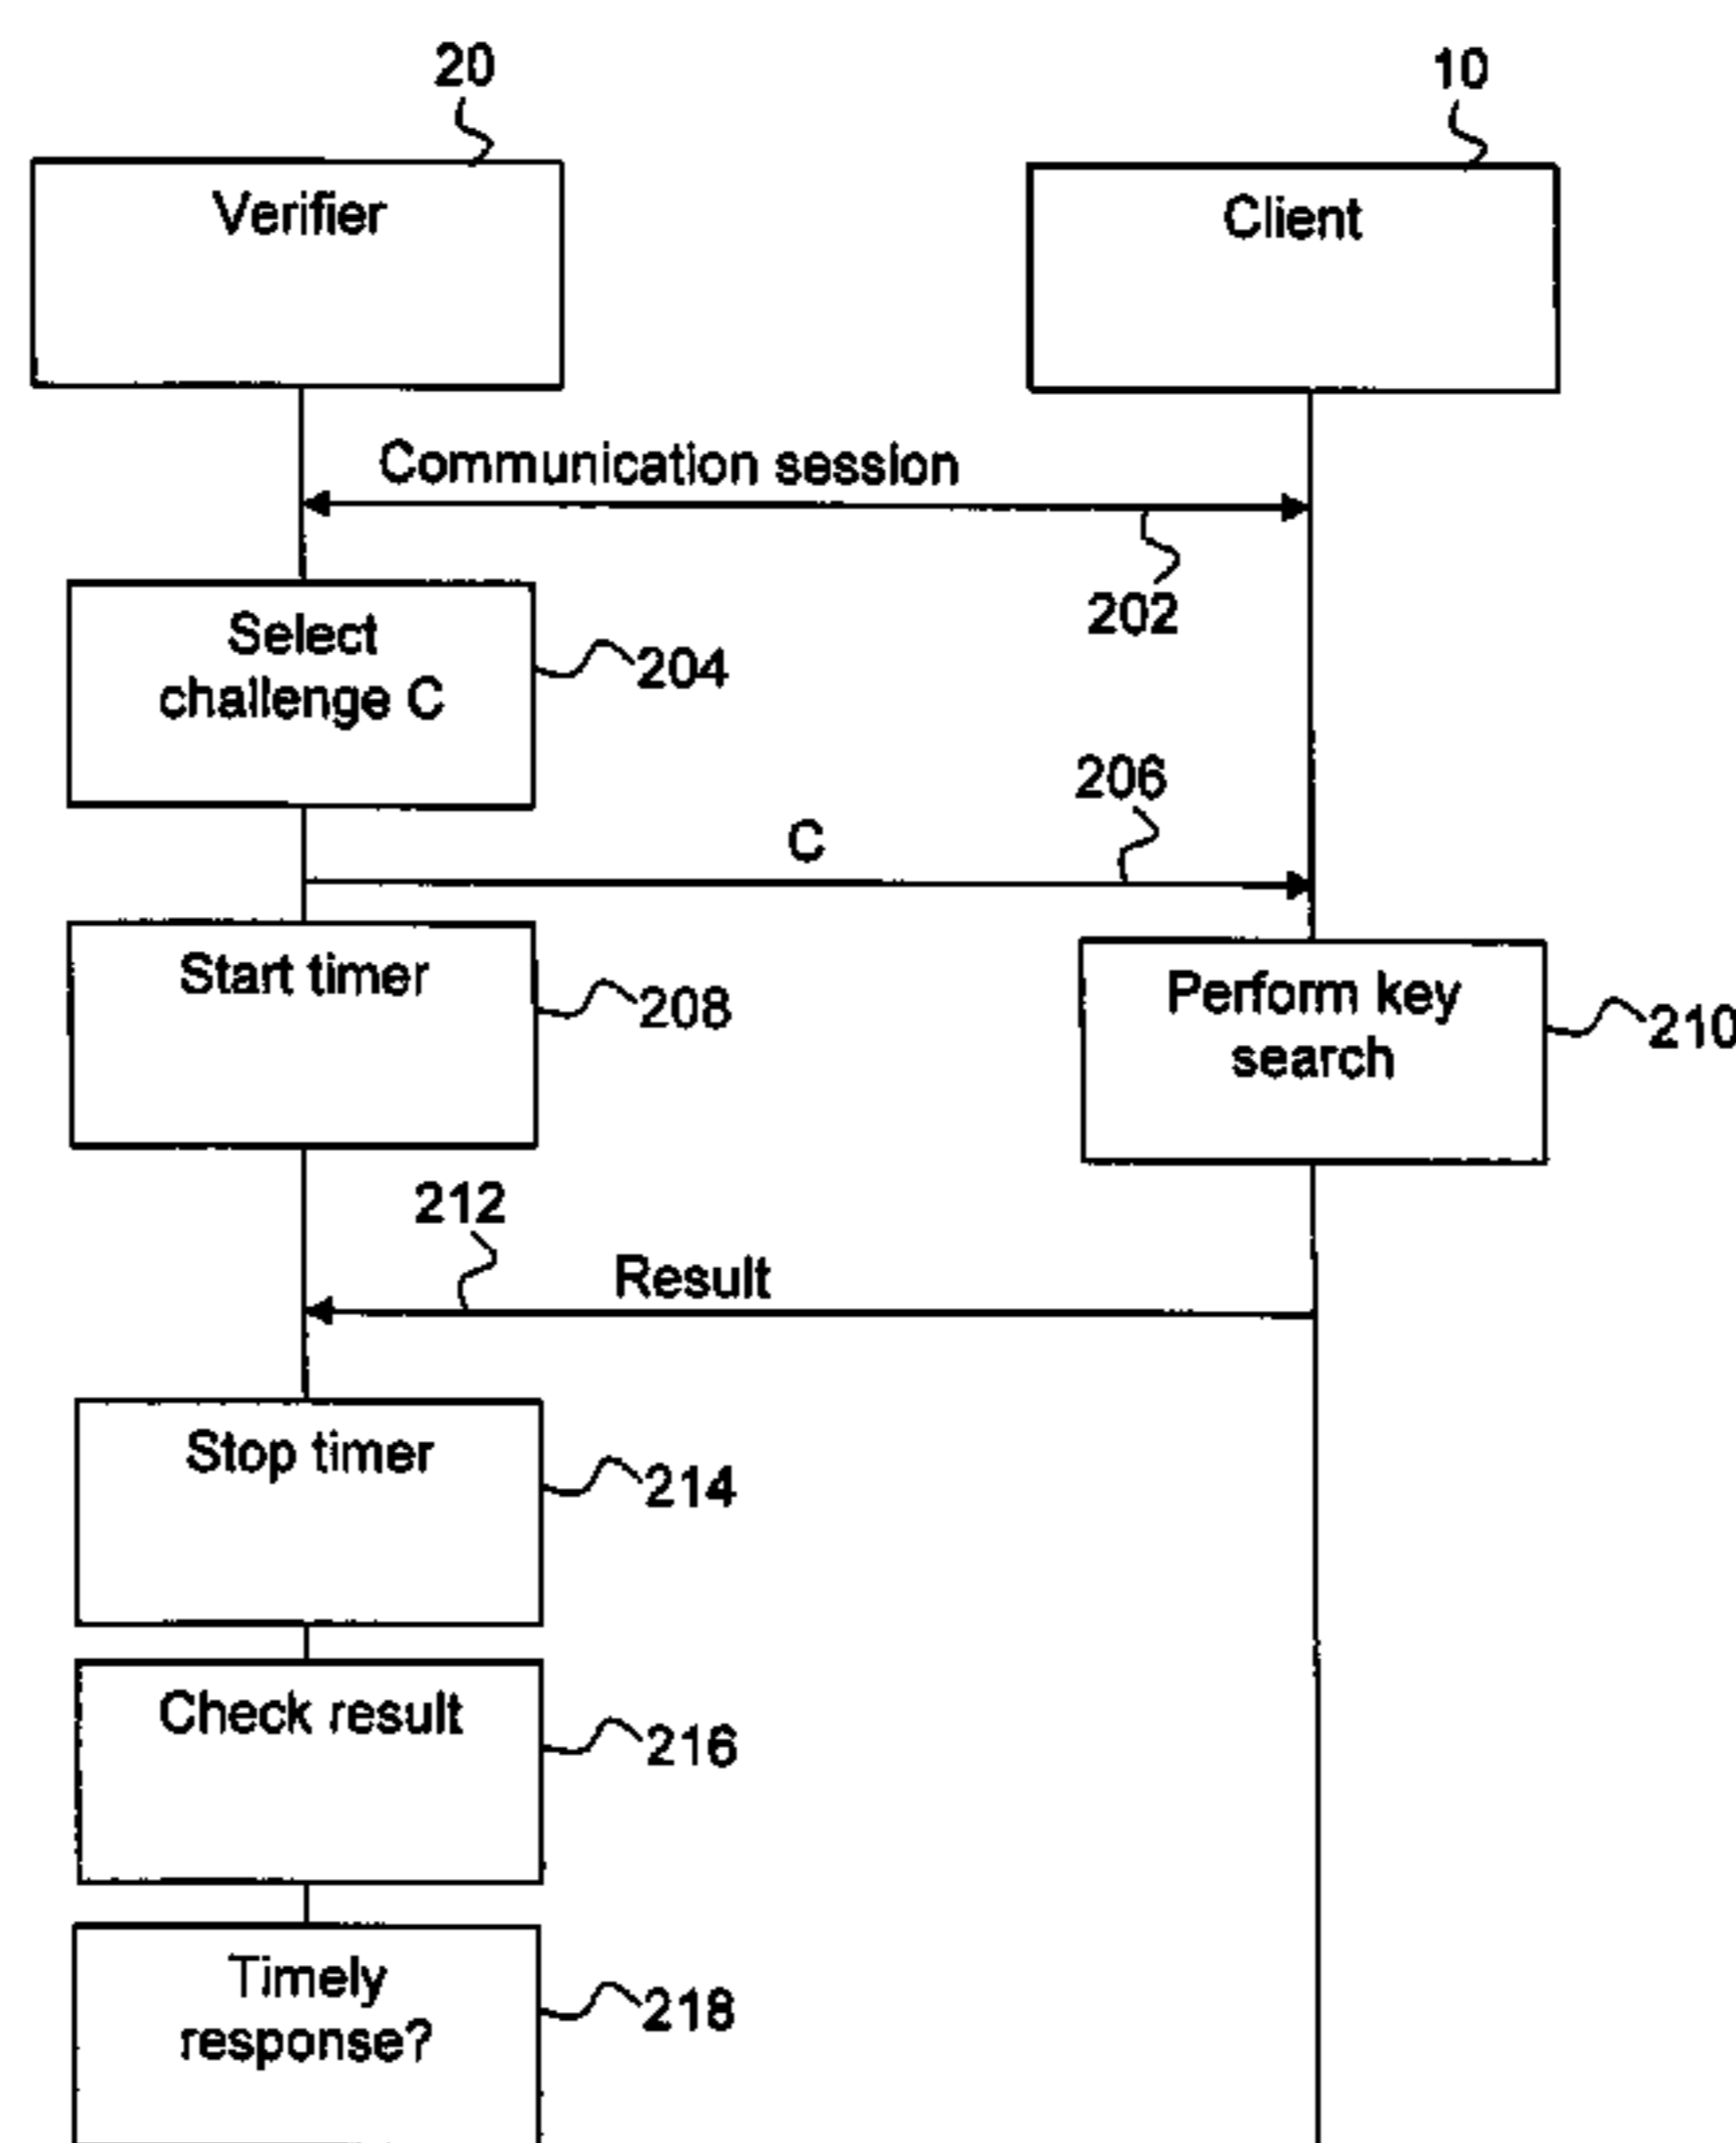 20
10
Verifier
Client
Communication session
202
Select
challenge C
204
206
C
Start timer
208
Perform key
search
210
212
Result
Stop timer
214
Check result
216
Timely
response?
218